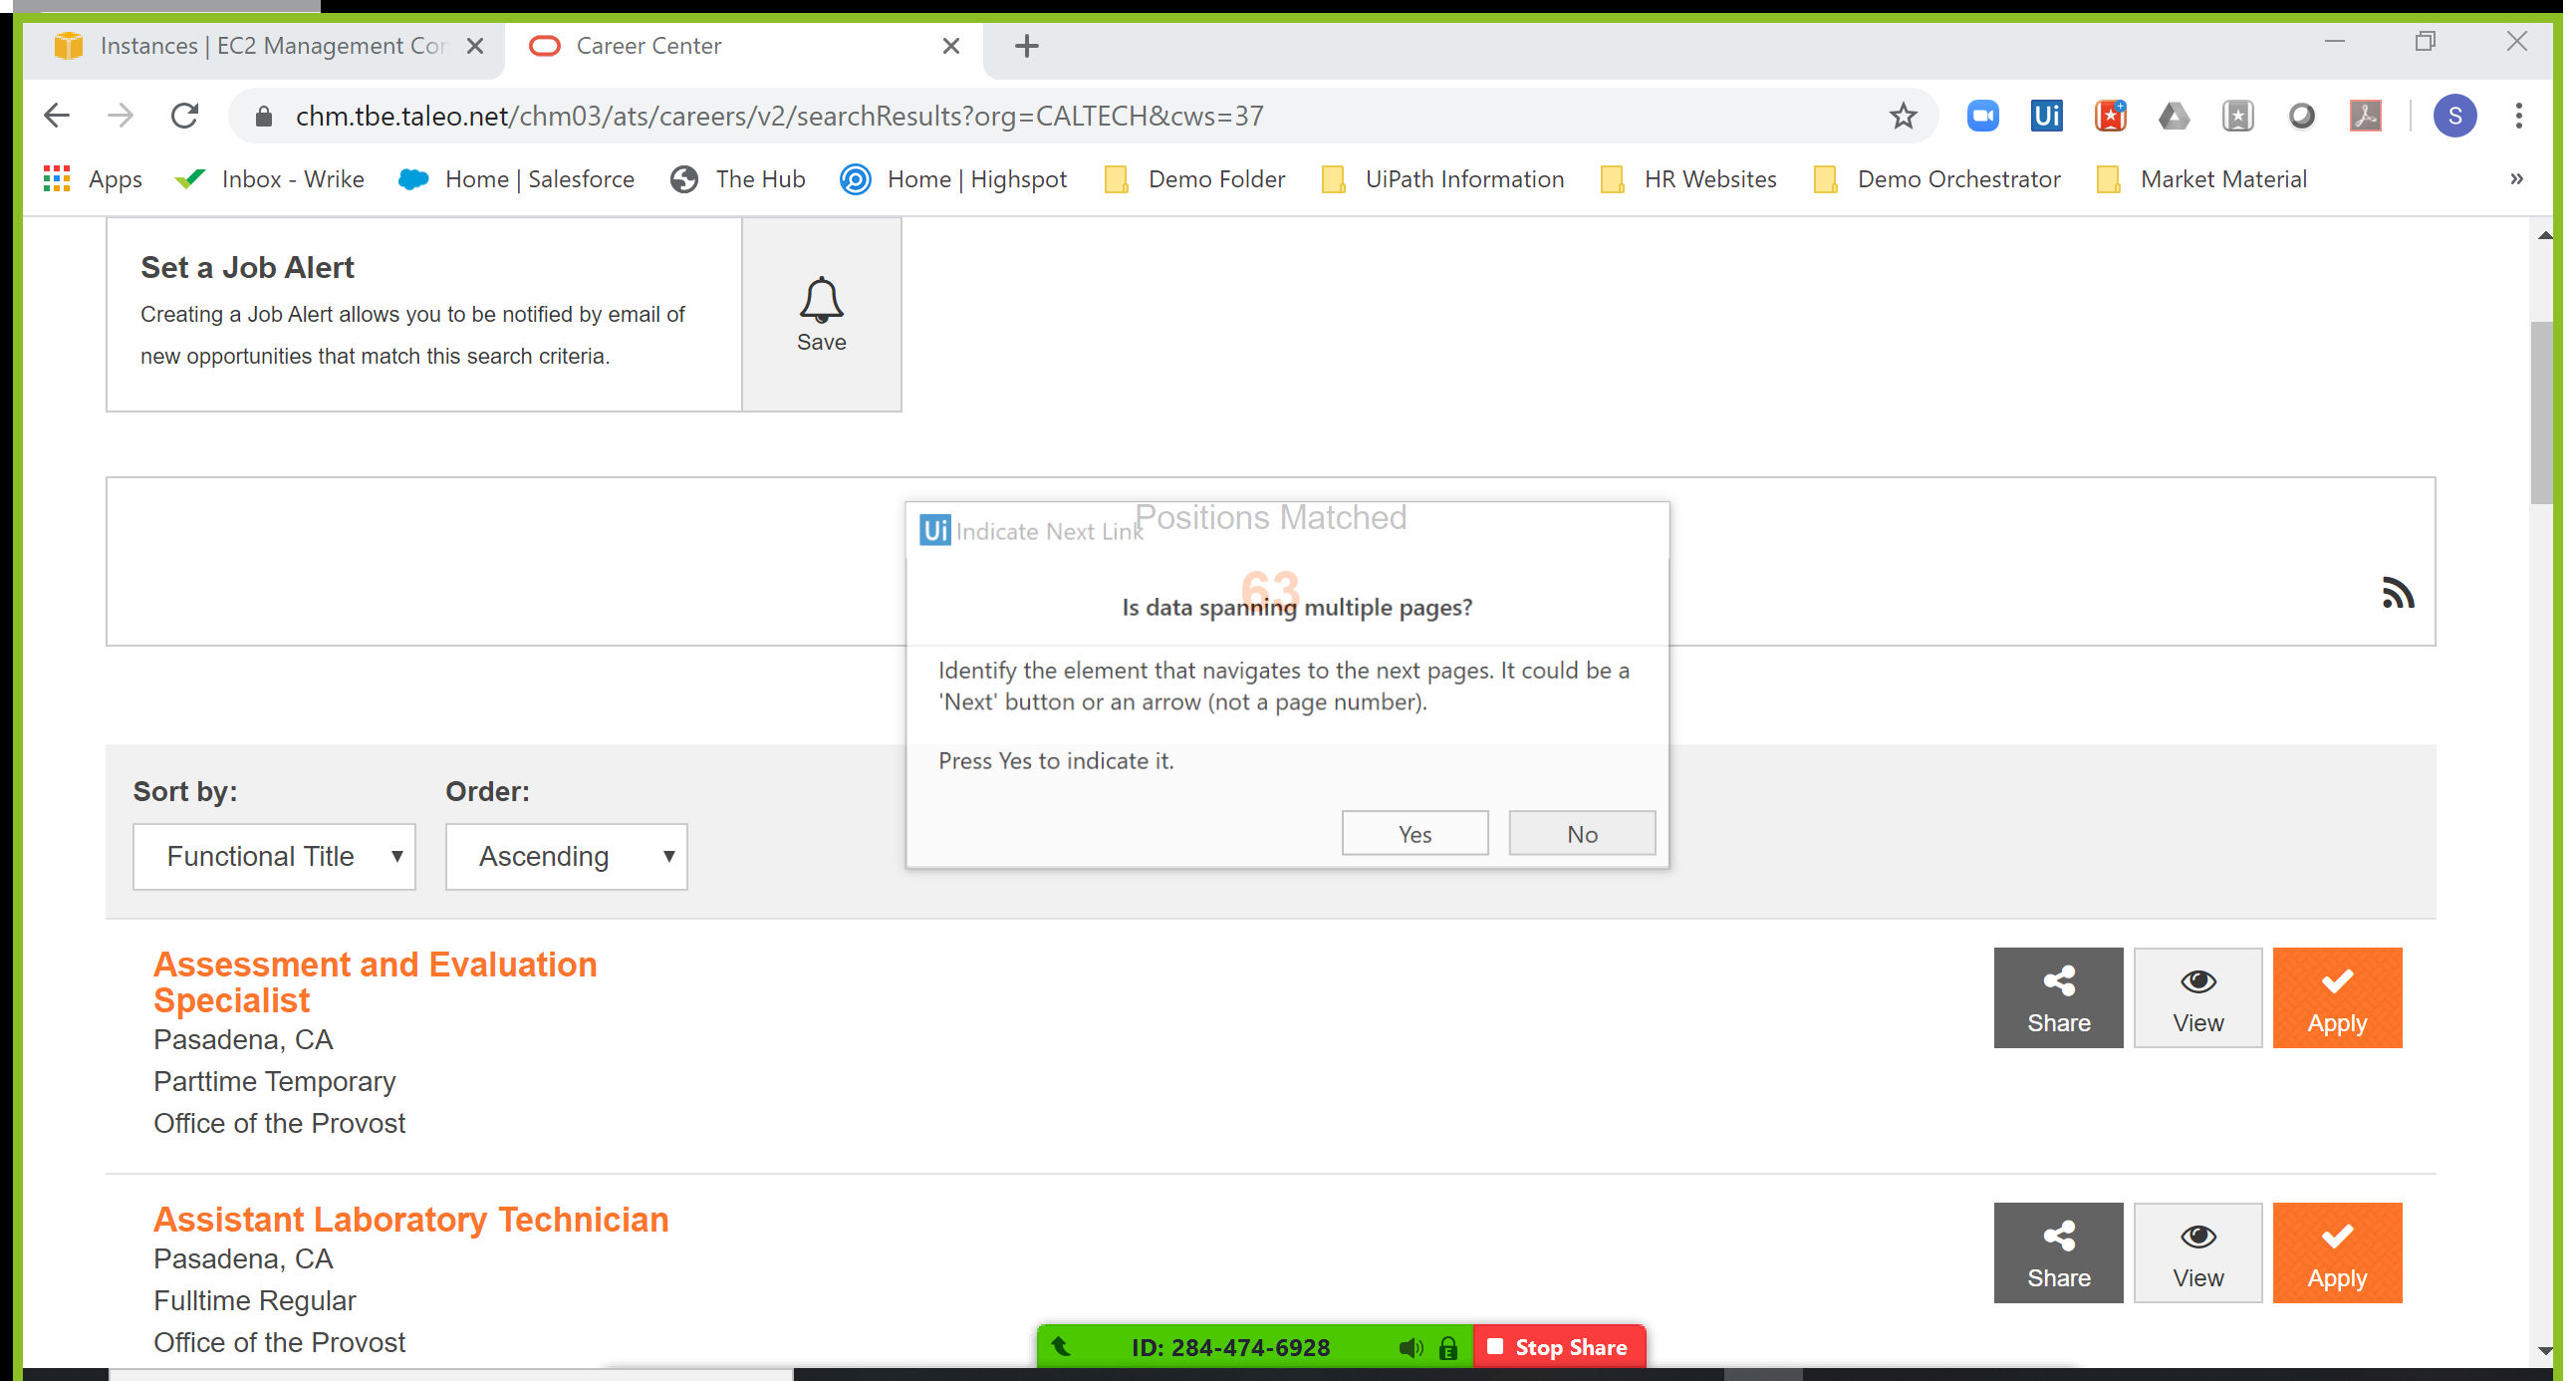 Instances | EC2 Management Con
Career Center
chm.tbe.taleo.net/chm03/ats/careers/v2/searchResults?org=CALTECH&cws=37
Ui
S
Apps
Inbox - Wrike
Home | Salesforce
The Hub
Home | Highspot
Demo Folder
UiPath Information
HR Websites
Demo Orchestrator
Market Material
»
Set a Job Alert
Creating a Job Alert allows you to be notified by email of
new opportunities that match this search criteria.
Save
Positions Matched
63
Ui Indicate Next Link
Is data spanning multiple pages?
Identify the element that navigates to the next pages. It could be a
'Next' button or an arrow (not a page number).
Press Yes to indicate it.
Yes
No
Sort by:
Order:
Functional Title
Ascending
Assessment and Evaluation
Specialist
Pasadena, CA
Parttime Temporary
Office of the Provost
Share
View
Apply
Assistant Laboratory Technician
Pasadena, CA
Fulltime Regular
Office of the Provost
Share
View
Apply
ID: 284-474-6928
E
Stop Share